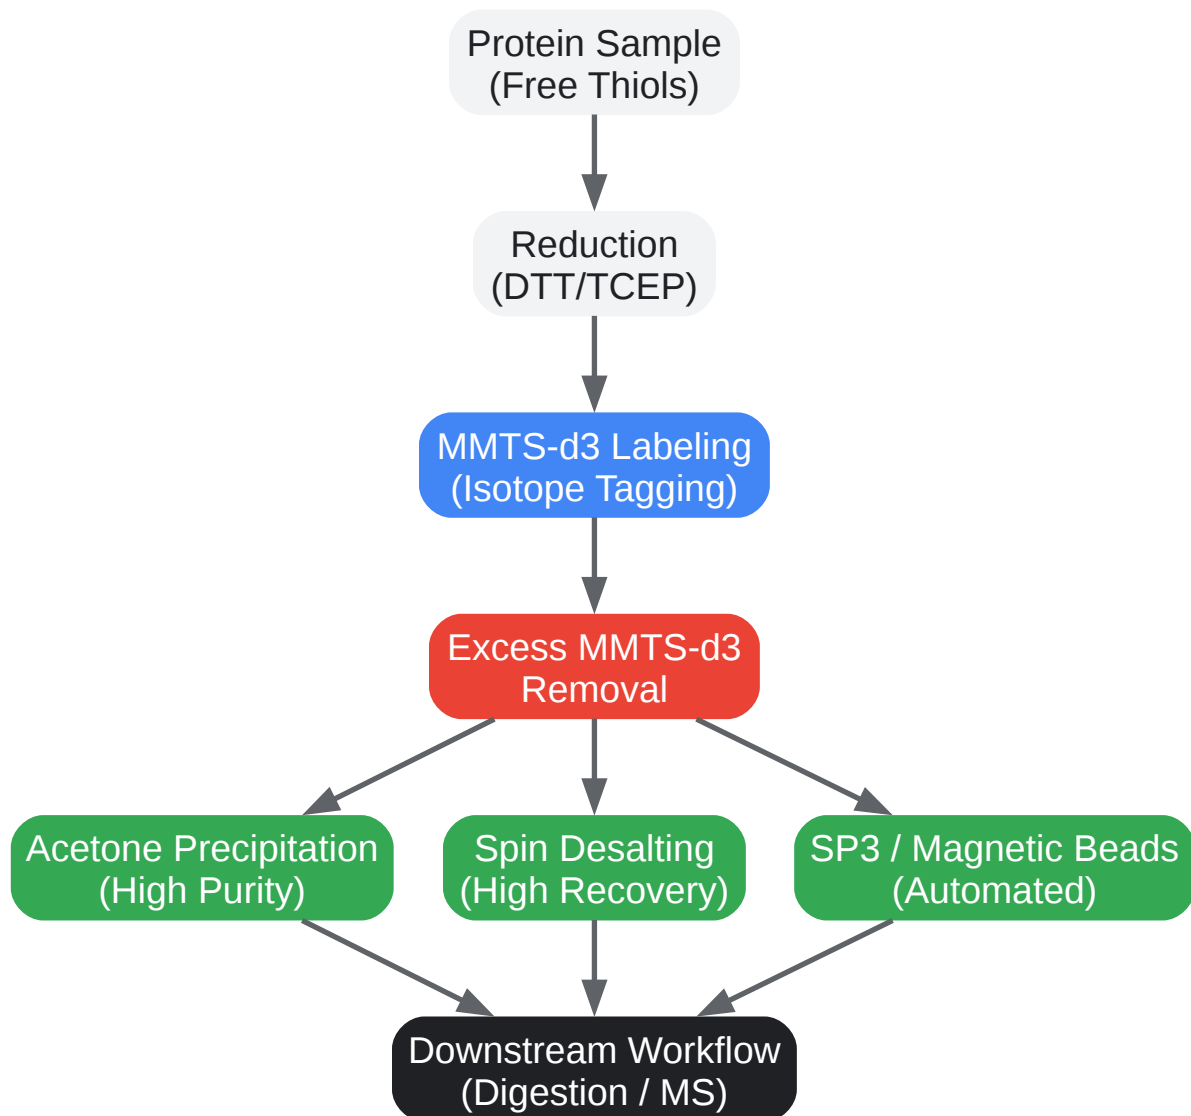 Protein Sample
(Free Thiols)
Reduction
(DTT/TCEP)
MMTS-d3 Labeling
(Isotope Tagging)
Excess MMTS-d3
Removal
Acetone Precipitation
(High Purity)
Spin Desalting
(High Recovery)
SP3 / Magnetic Beads
(Automated)
Downstream Workflow
(Digestion / MS)